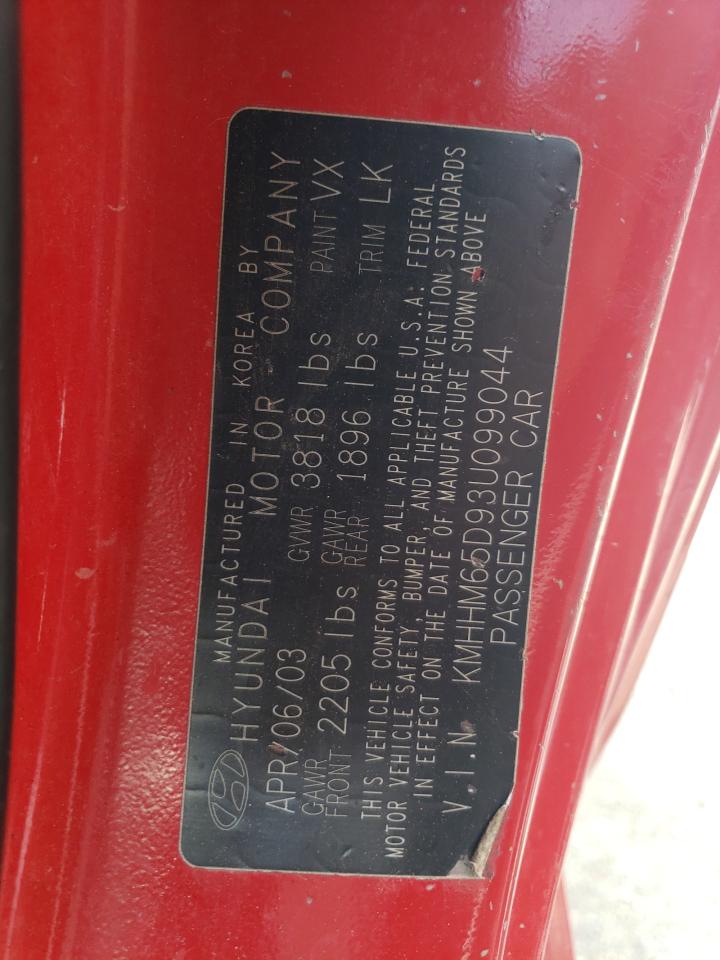 MANUFACTURED IN KOREA BY
HYUNDAI MOTOR COMPANY
APR/06/03 GVWR 3818 lbs PAINT VX
GAWR FRONT 2205 lbs GAWR REAR 1896 lbs TRIM LK
THIS VEHICLE CONFORMS TO ALL APPLICABLE U.S.A. FEDERAL
MOTOR VEHICLE SAFETY, BUMPER, AND THEFT PREVENTION STANDARDS
IN EFFECT ON THE DATE OF MANUFACTURE SHOWN ABOVE
V.I.N KMHHM65D93U099044
PASSENGER CAR